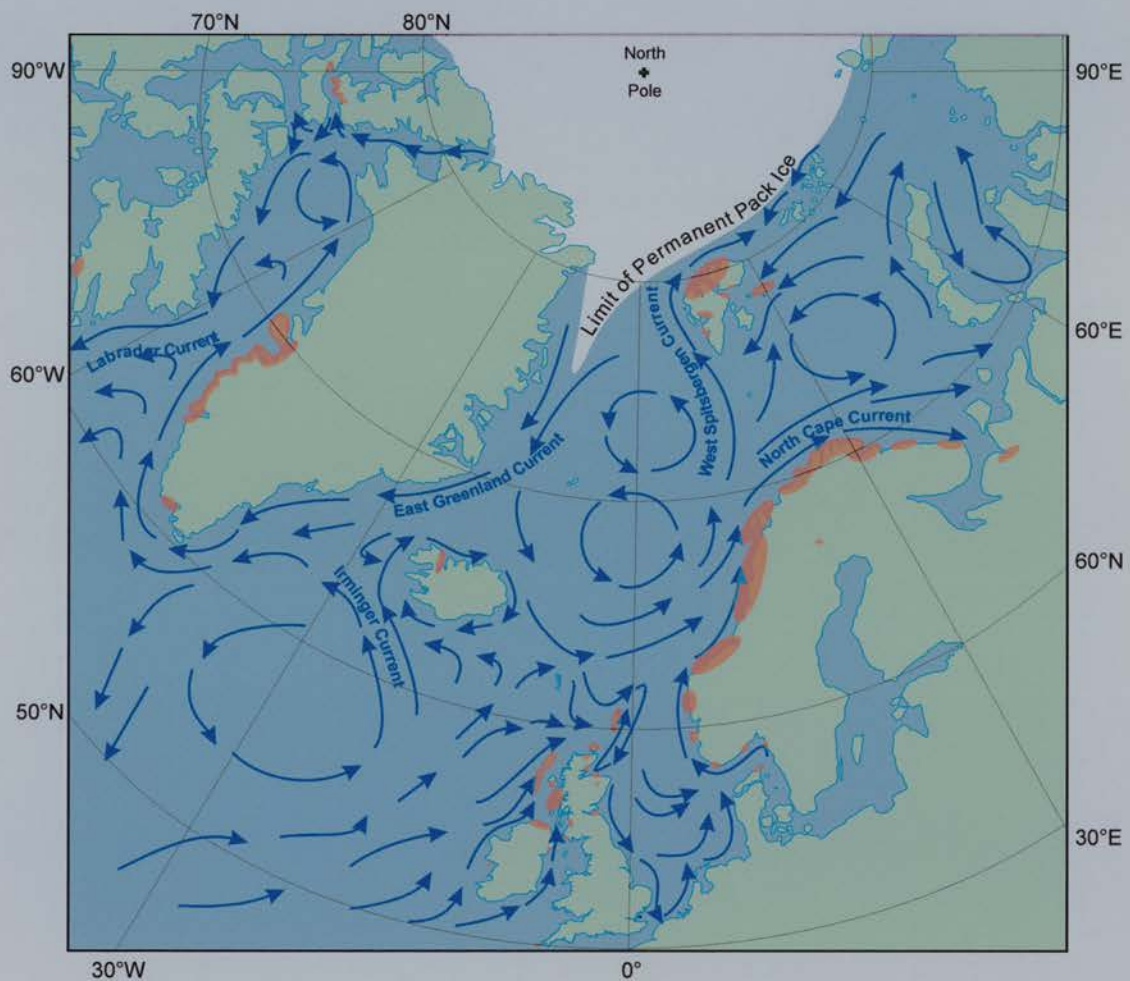 70°N
80°N
90°W
North
Pole
90°E
Limit of Permanent Pack Ice
60°E
Labrador Current
West Spitsbergen Current
60°W
North Cape Current
East Greenland Current
60°N
Irminger Current
50°N
30°E
30°W
0°